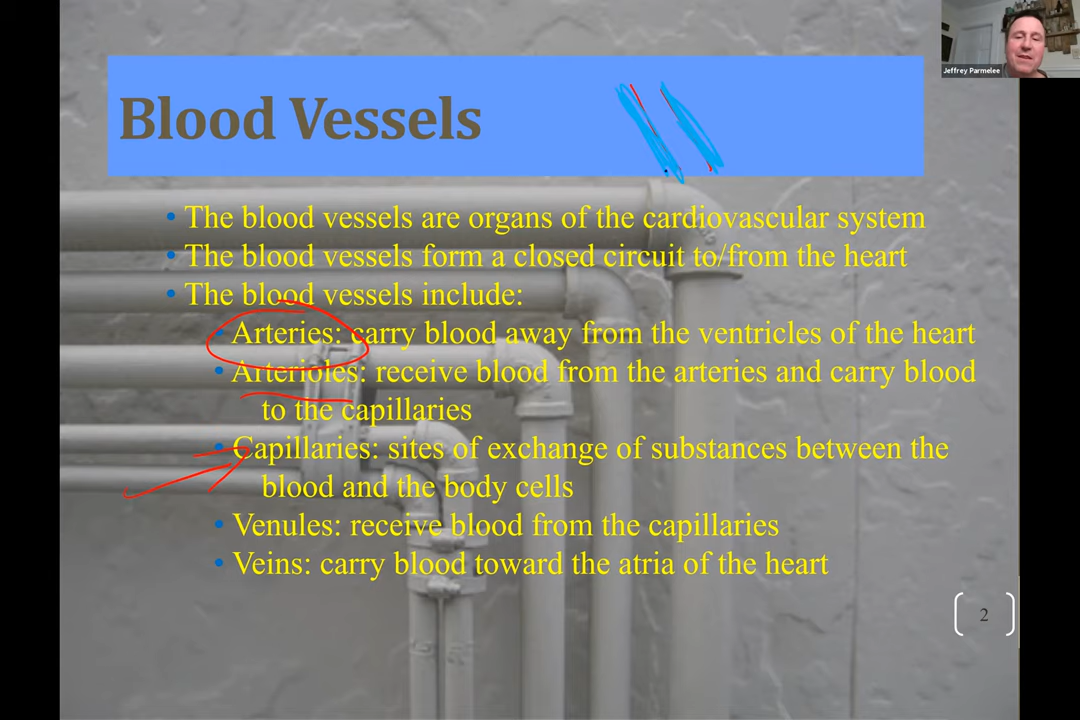 Jeffrey Parmelee
Blood Vessels
• The blood vessels are organs of the cardiovascular system
• The blood vessels form a closed circuit to/from the heart
• The blood vessels include:
• Arteries: carry blood away from the ventricles of the heart
• Arterioles: receive blood from the arteries and carry blood
to the capillaries
• Capillaries: sites of exchange of substances between the
blood and the body cells
• Venules: receive blood from the capillaries
• Veins: carry blood toward the atria of the heart
2